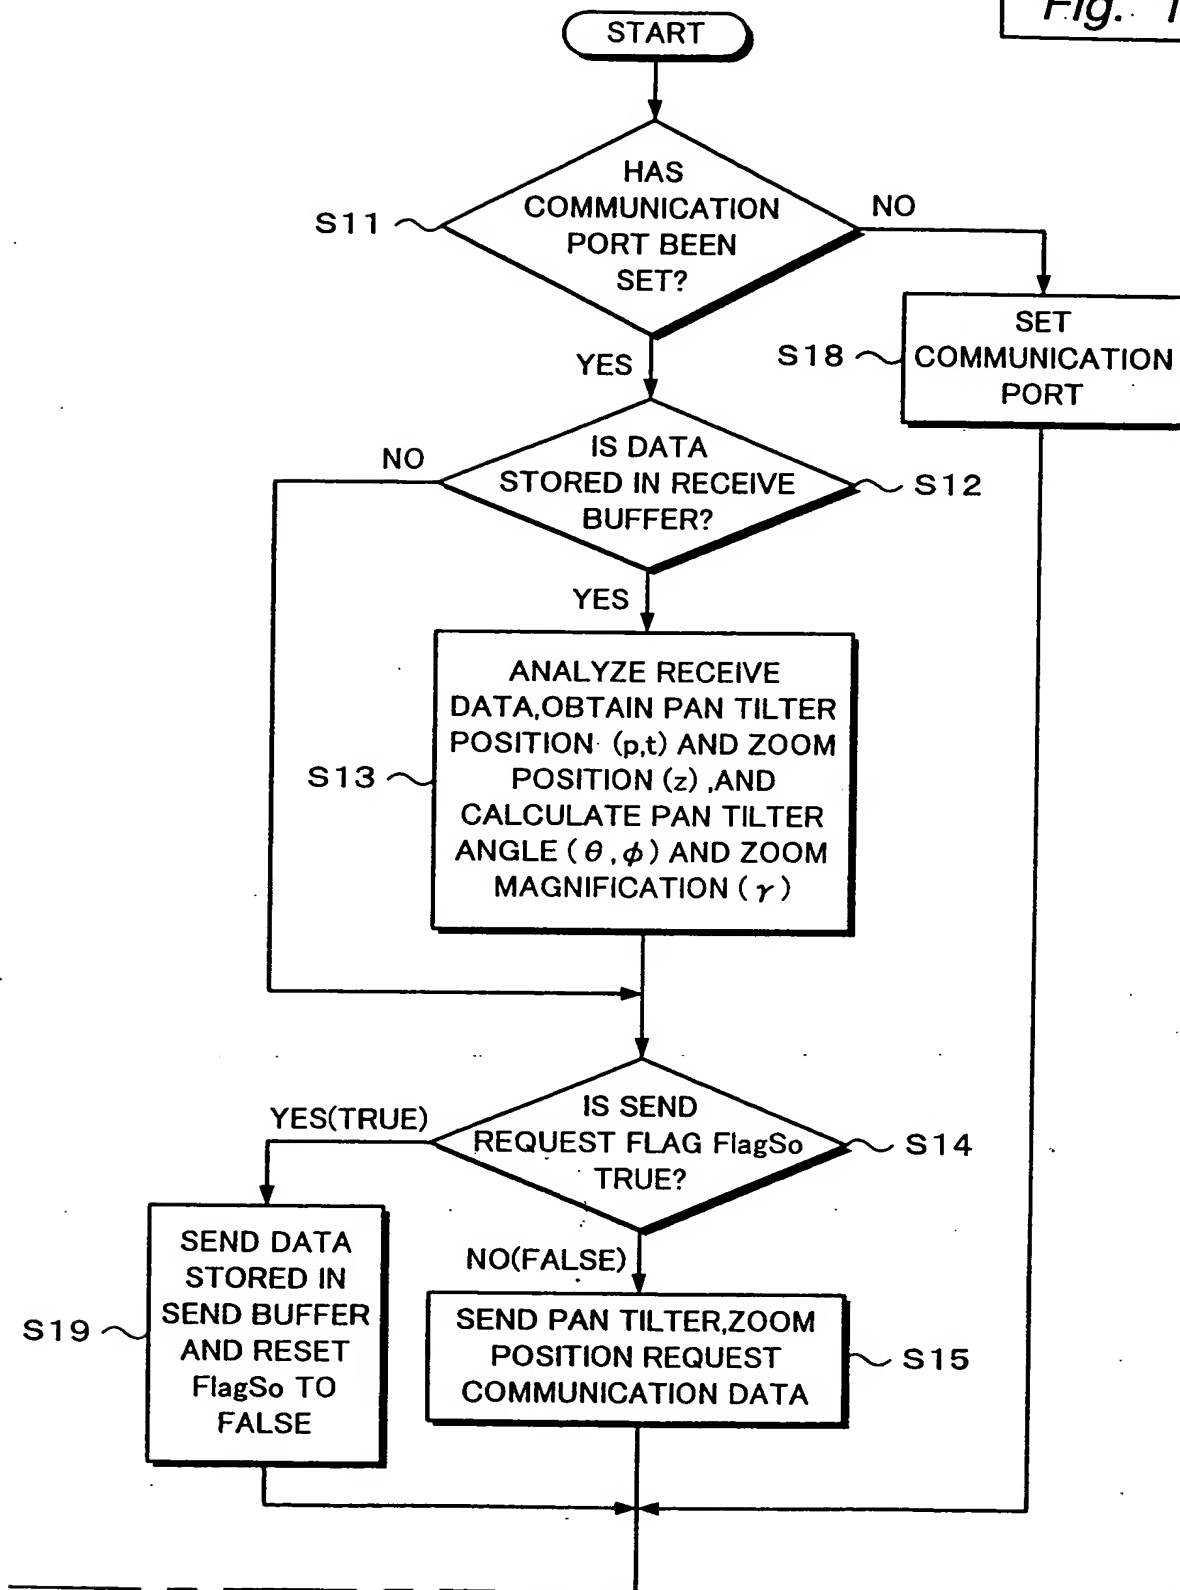 Fig. 1
START
HAS
COMMUNICATION
PORT BEEN
SET?
S11
NO
YES
SET
COMMUNICATION
PORT
S18
IS DATA
STORED IN RECEIVE
BUFFER?
NO
S12
YES
ANALYZE RECEIVE
DATA,OBTAIN PAN TILTER
POSITION (p,t) AND ZOOM
POSITION (z) ,AND
CALCULATE PAN TILTER
ANGLE (θ,φ) AND ZOOM
MAGNIFICATION (γ)
S13
IS SEND
REQUEST FLAG FlagSo
TRUE?
YES(TRUE)
S14
NO(FALSE)
SEND DATA
STORED IN
SEND BUFFER
AND RESET
FlagSo TO
FALSE
S19
SEND PAN TILTER,ZOOM
POSITION REQUEST
COMMUNICATION DATA
S15